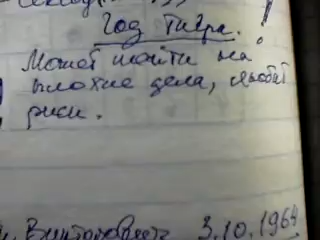 Год Тигра.
Может пойти на
плохие дела, любит
риск.
3.10.1964